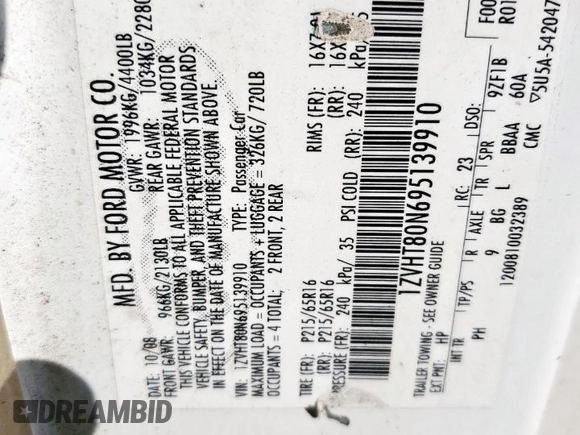 MFD. BY FORD MOTOR CO.
DATE: 10/08 GVWR: 1996KG/4400LB
FRONT GAWR: 966KG/2130LB REAR GAWR: 1034KG/2280
THIS VEHICLE CONFORMS TO ALL APPLICABLE FEDERAL MOTOR
VEHICLE SAFETY, BUMPER, AND THEFT PREVENTION STANDARDS
IN EFFECT ON THE DATE OF MANUFACTURE SHOWN ABOVE.
VIN: 1ZVHT80N695139910 TYPE: Passenger Car
MAXIMUM LOAD = OCCUPANTS + LUGGAGE = 326KG / 720LB
OCCUPANTS = 4 TOTAL; 2 FRONT, 2 REAR
TIRE (FR): P215/65R16 RIMS (FR): 16X7
(RR): P215/65R16 (RR): 16X
PRESSURE (FR): 240 kPa/ 35 PSI COLD (RR): 240 kPa/
1ZVHT80N695139910
TRAILER TOWING - SEE OWNER GUIDE
EXT PNT: HP RC: 23 DSO: F00
R01
INT TR TP/PS R AXLE TR SPR 9ZF1B
PH 9 BG L BBAA 60A
1200810032389 CMC ▽5U5A-542047
DREAMBID